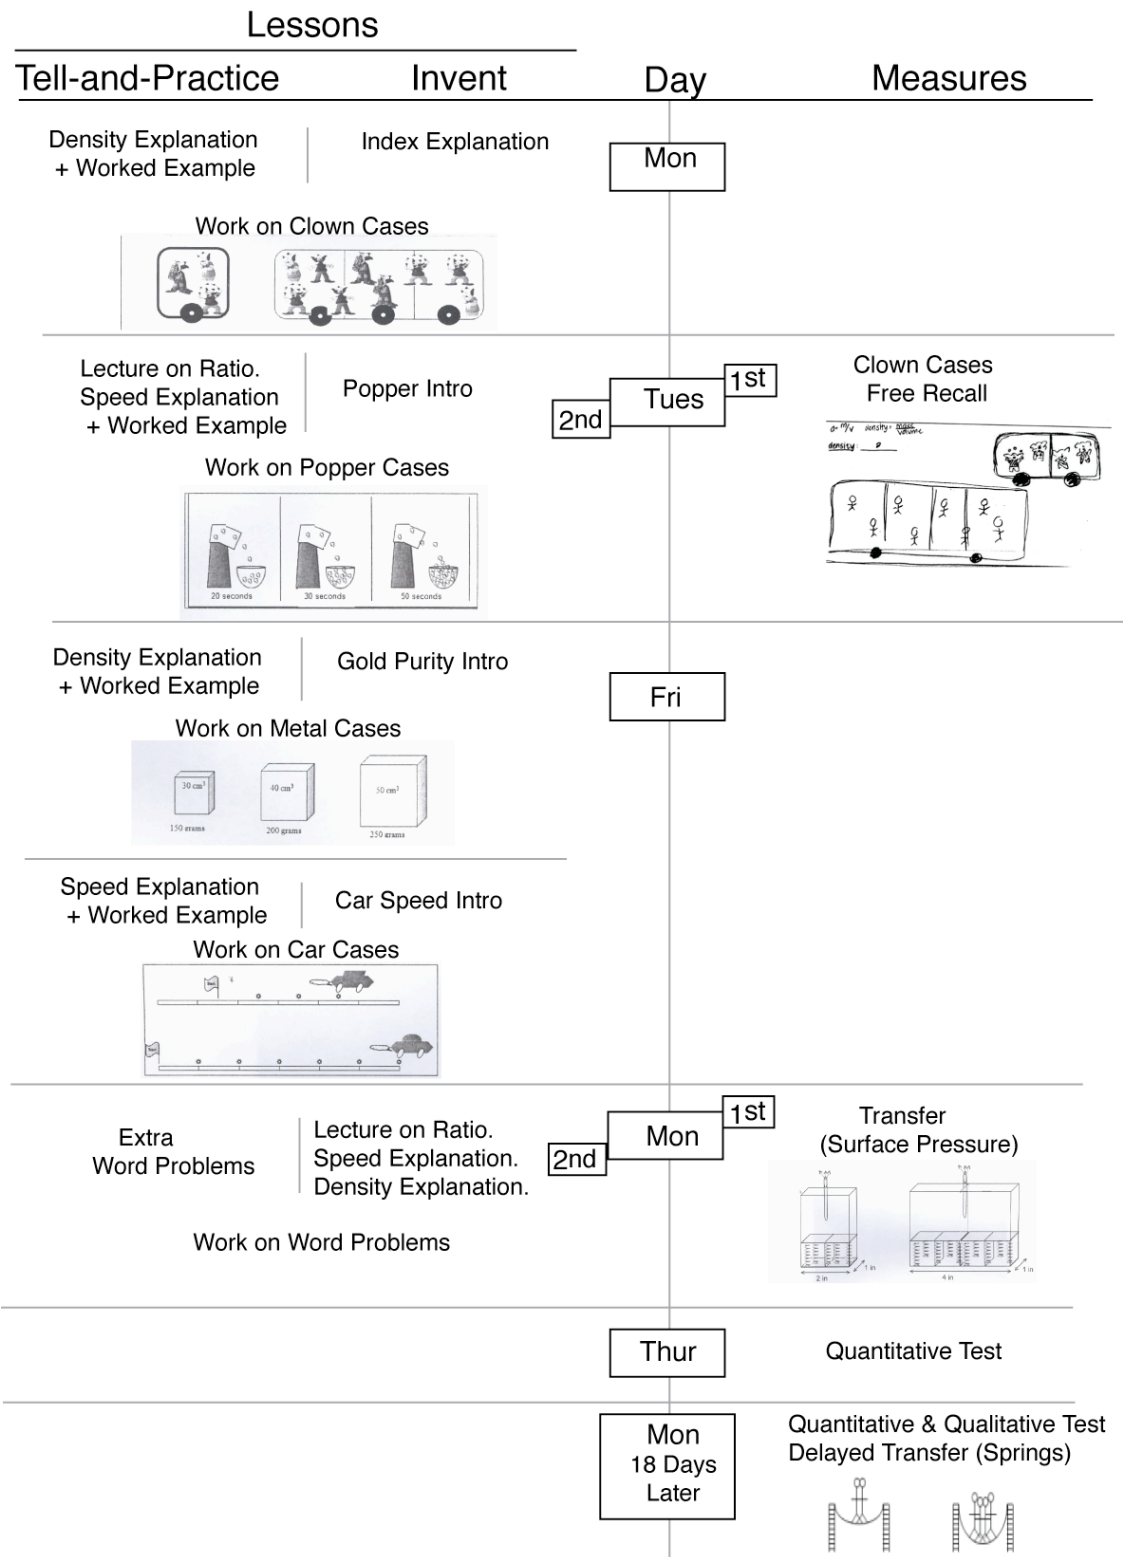 Lessons
Tell-and-Practice Invent Day Measures
Density Explanation
+ Worked Example
Index Explanation
Mon
Work on Clown Cases
Lecture on Ratio.
Speed Explanation
+ Worked Example
Popper Intro
1st
Tues
2nd
Clown Cases
Free Recall
density = mass
volume
density:
Work on Popper Cases
20 seconds 30 seconds 50 seconds
Density Explanation
+ Worked Example
Gold Purity Intro
Fri
Work on Metal Cases
30 cm³ 40 cm³ 50 cm³
150 grams 200 grams 250 grams
Speed Explanation
+ Worked Example
Car Speed Intro
Work on Car Cases
Extra
Word Problems
Lecture on Ratio.
Speed Explanation.
Density Explanation.
1st
Mon
2nd
Transfer
(Surface Pressure)
2 in 1 in 4 in 1 in
Work on Word Problems
Thur
Quantitative Test
Mon
18 Days
Later
Quantitative & Qualitative Test
Delayed Transfer (Springs)